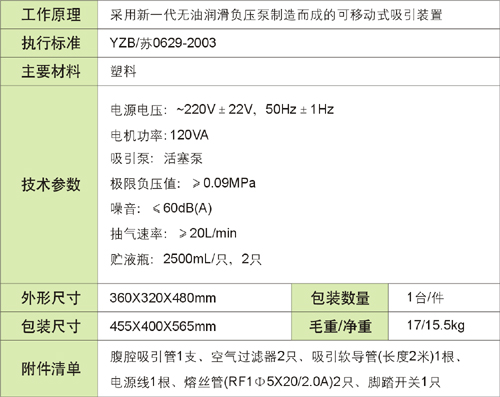 工作原理 采用新一代无油润滑负压泵制造而成的可移动式吸引装置
执行标准 YZB/苏0629-2003
主要材料 塑料
技术参数
电源电压：~220V±22V，50Hz±1Hz
电机功率:120VA
吸引泵：活塞泵
极限负压值：≥0.09MPa
噪音：≤60dB(A)
抽气速率：≥20L/min
贮液瓶：2500mL/只，2只
外形尺寸 360X320X480mm 包装数量 1台/件
包装尺寸 455X400X565mm 毛重/净重 17/15.5kg
附件清单
腹腔吸引管1支、空气过滤器2只、吸引软导管(长度2米)1根、
电源线1根、熔丝管(RF1Φ5X20/2.0A)2只、脚踏开关1只